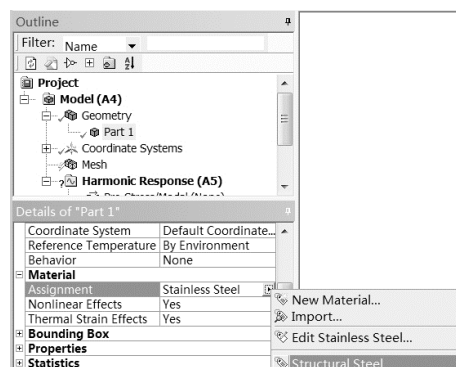 Outline
Filter: Name
Project
Model (A4)
Geometry
Part 1
Coordinate Systems
Mesh
Harmonic Response (A5)
Details of "Part 1"
Coordinate System Default Coordinate...
Reference Temperature By Environment
Behavior None
Material
Assignment Stainless Steel
Nonlinear Effects Yes
Thermal Strain Effects Yes
Bounding Box
Properties
Statistics
New Material...
Import...
Edit Stainless Steel...
Structural Steel